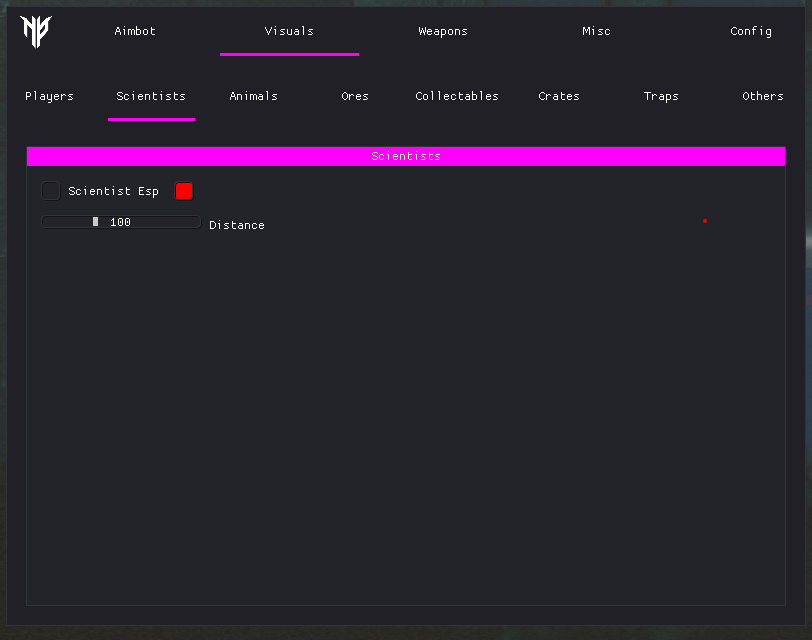 Aimbot Visuals Weapons Misc Config
Players Scientists Animals Ores Collectables Crates Traps Others
Scientists
Scientist Esp
100 Distance